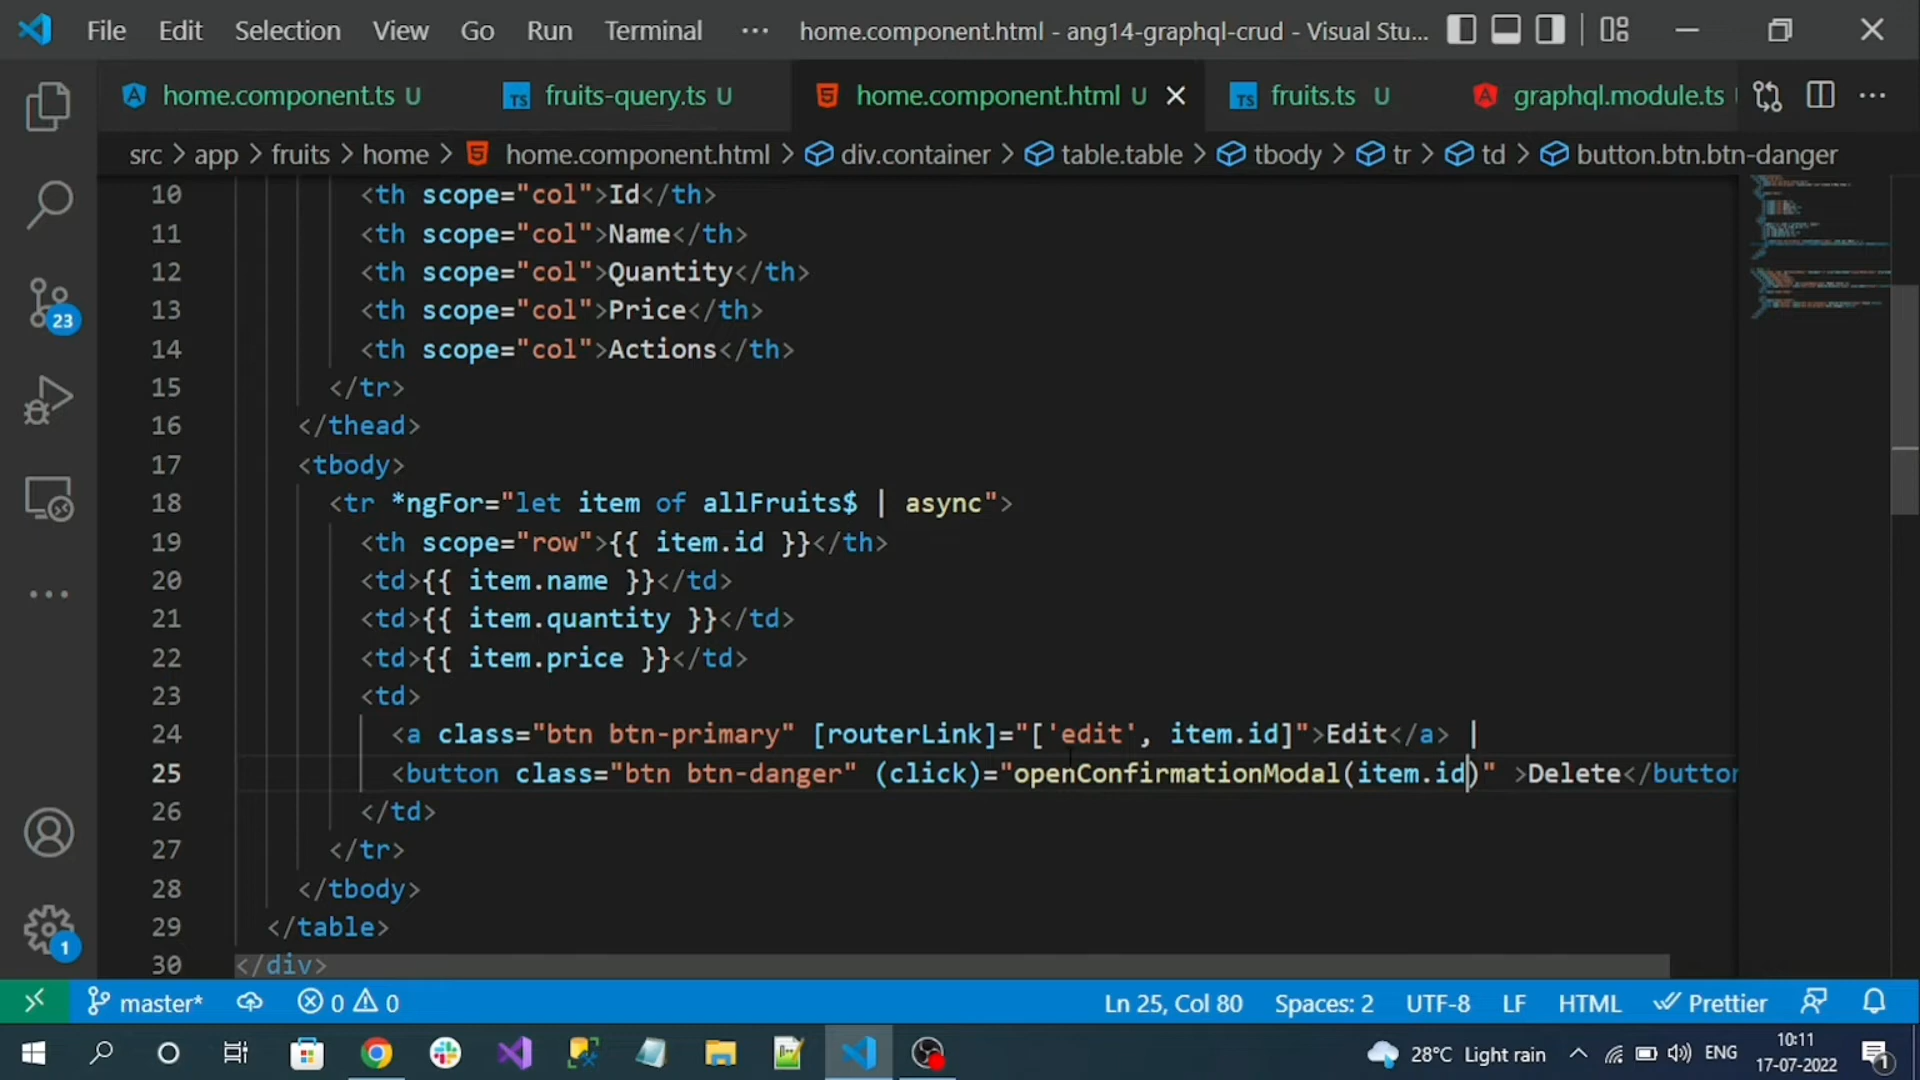 File Edit Selection View Go Run Terminal ··· home.component.html - ang14-graphql-crud - Visual Stu...
home.component.ts U TS fruits-query.ts U home.component.html U TS fruits.ts U graphql.module.ts
src > app > fruits > home > home.component.html > div.container > table.table > tbody > tr > td > button.btn.btn-danger
10 <th scope="col">Id</th>
11 <th scope="col">Name</th>
12 <th scope="col">Quantity</th>
13 <th scope="col">Price</th>
14 <th scope="col">Actions</th>
15 </tr>
16 </thead>
17 <tbody>
18 <tr *ngFor="let item of allFruits$ | async">
19 <th scope="row">{{ item.id }}</th>
20 <td>{{ item.name }}</td>
21 <td>{{ item.quantity }}</td>
22 <td>{{ item.price }}</td>
23 <td>
24 <a class="btn btn-primary" [routerLink]="['edit', item.id]">Edit</a> |
25 <button class="btn btn-danger" (click)="openConfirmationModal(item.id)" >Delete</button
26 </td>
27 </tr>
28 </tbody>
29 </table>
30 </div>
23
1
master* 0 0 Ln 25, Col 80 Spaces: 2 UTF-8 LF HTML Prettier
28°C Light rain ENG 10:11
17-07-2022 1